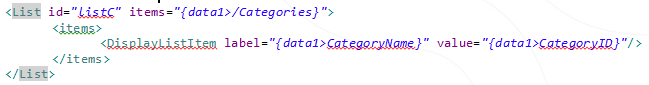 <List id="listC" items="{data1>/Categories}">
<items>
<DisplayListItem label="{data1>CategoryName}" value="{data1>CategoryID}"/>
</items>
</List>